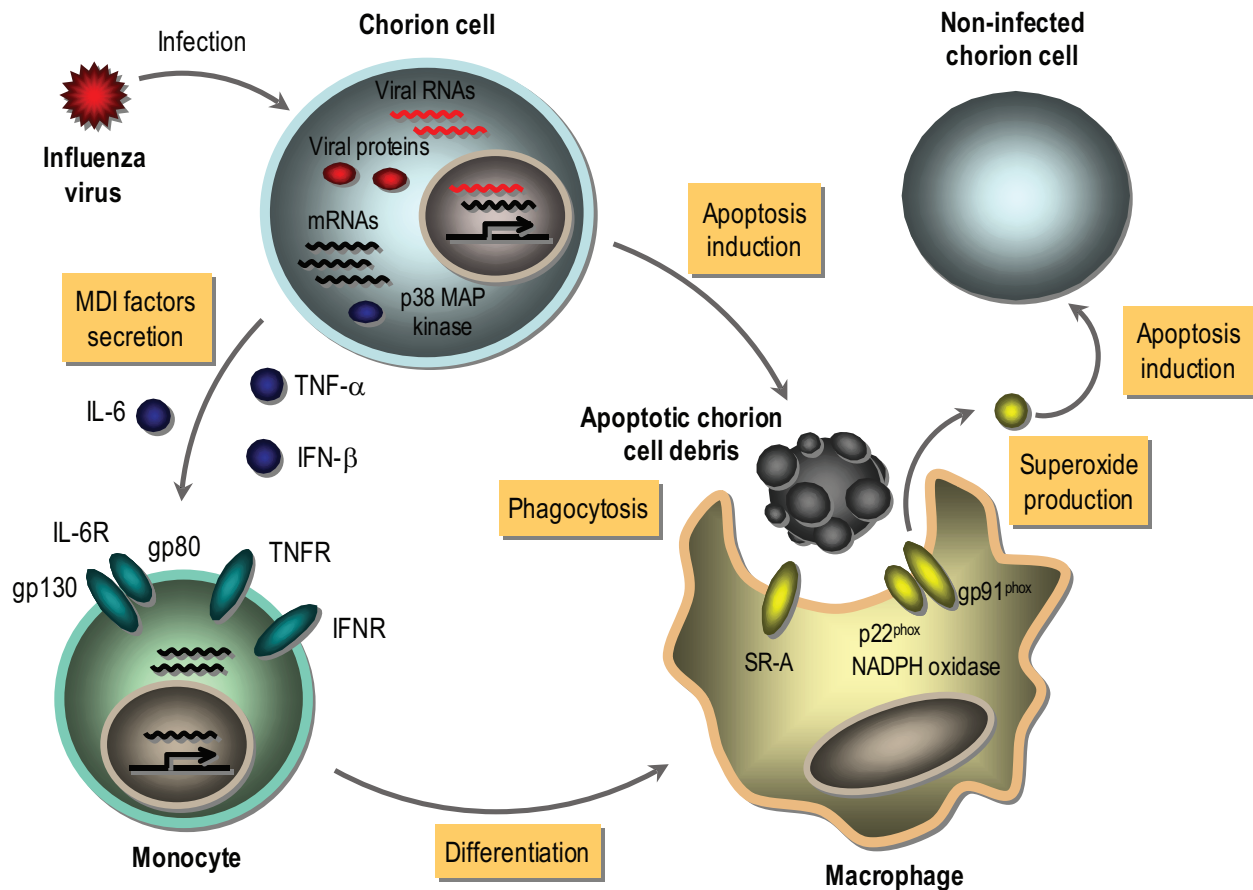 Chorion cell
Non-infected
chorion cell
Infection
Influenza
virus
Viral RNAs
Viral proteins
mRNAs
p38 MAP
kinase
Apoptosis
induction
MDI factors
secretion
IL-6
TNF-α
IFN-β
Apoptosis
induction
Apoptotic chorion
cell debris
Phagocytosis
Superoxide
production
IL-6R
gp80
gp130
TNFR
IFNR
gp91phox
p22phox
SR-A
NADPH oxidase
Monocyte
Differentiation
Macrophage